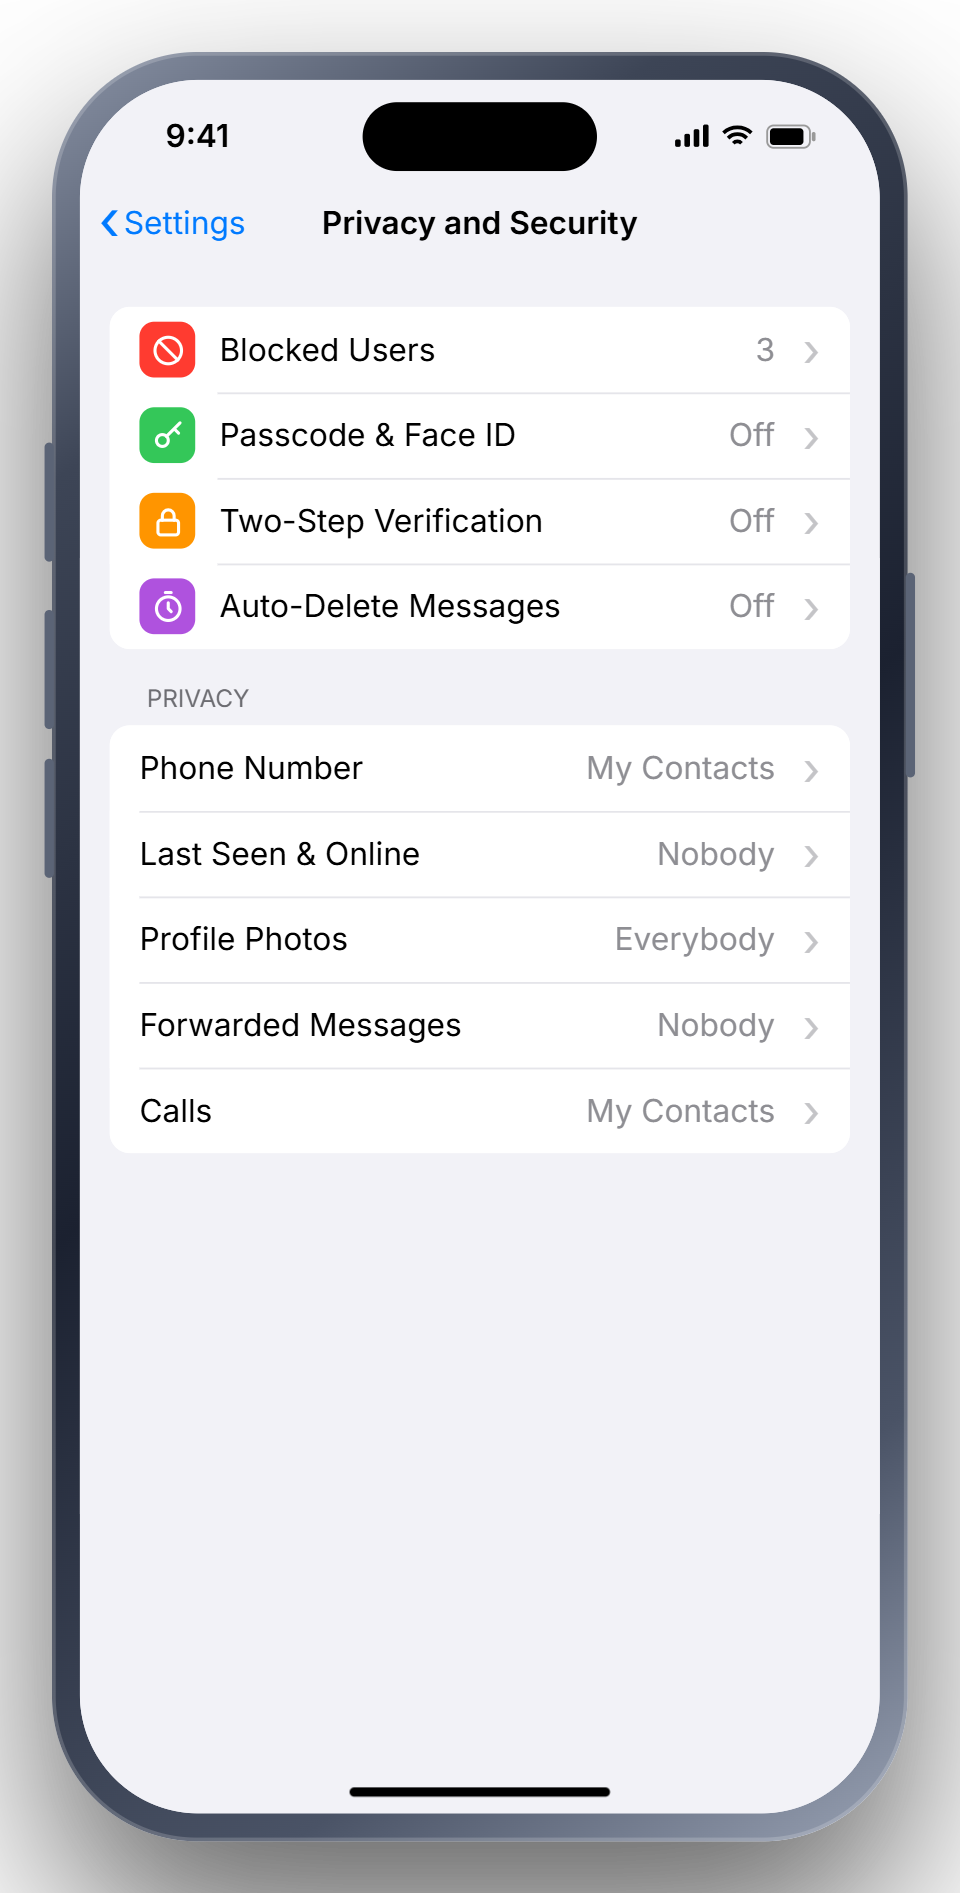 9:41
Settings
Privacy and Security
Blocked Users 3
Passcode & Face ID Off
Two-Step Verification Off
Auto-Delete Messages Off
PRIVACY
Phone Number My Contacts
Last Seen & Online Nobody
Profile Photos Everybody
Forwarded Messages Nobody
Calls My Contacts